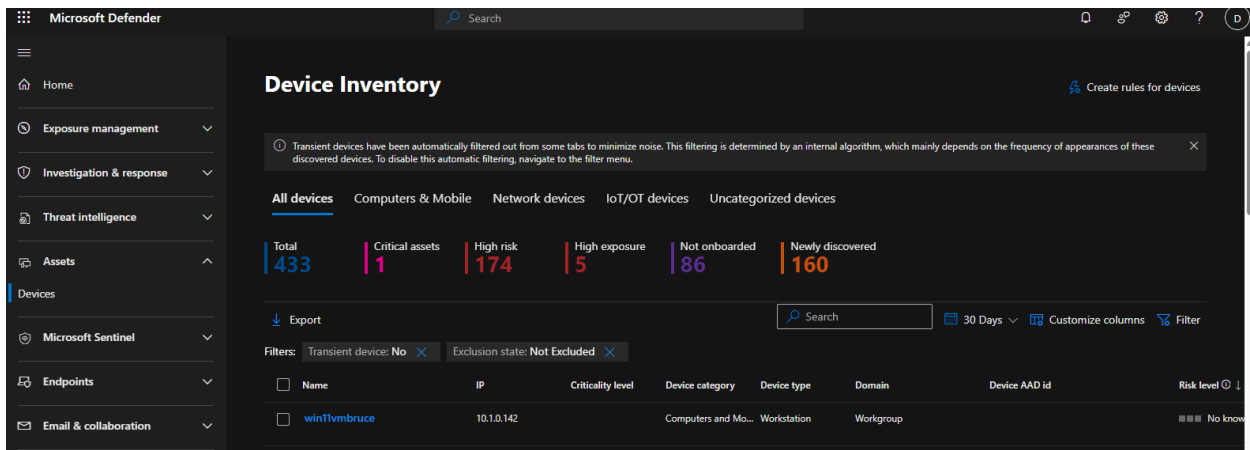 Microsoft Defender
Search
D
Home
Exposure management
Investigation & response
Threat intelligence
Assets
Devices
Microsoft Sentinel
Endpoints
Email & collaboration
Device Inventory
Create rules for devices
Transient devices have been automatically filtered out from some tabs to minimize noise. This filtering is determined by an internal algorithm, which mainly depends on the frequency of appearances of these
discovered devices. To disable this automatic filtering, navigate to the filter menu.
All devices Computers & Mobile Network devices IoT/OT devices Uncategorized devices
Total Critical assets High risk High exposure Not onboarded Newly discovered
433 1 174 5 86 160
Export Search 30 Days Customize columns Filter
Filters: Transient device: No Exclusion state: Not Excluded
Name IP Criticality level Device category Device type Domain Device AAD id Risk level
win11vmbruce 10.1.0.142 Computers and Mo... Workstation Workgroup No know